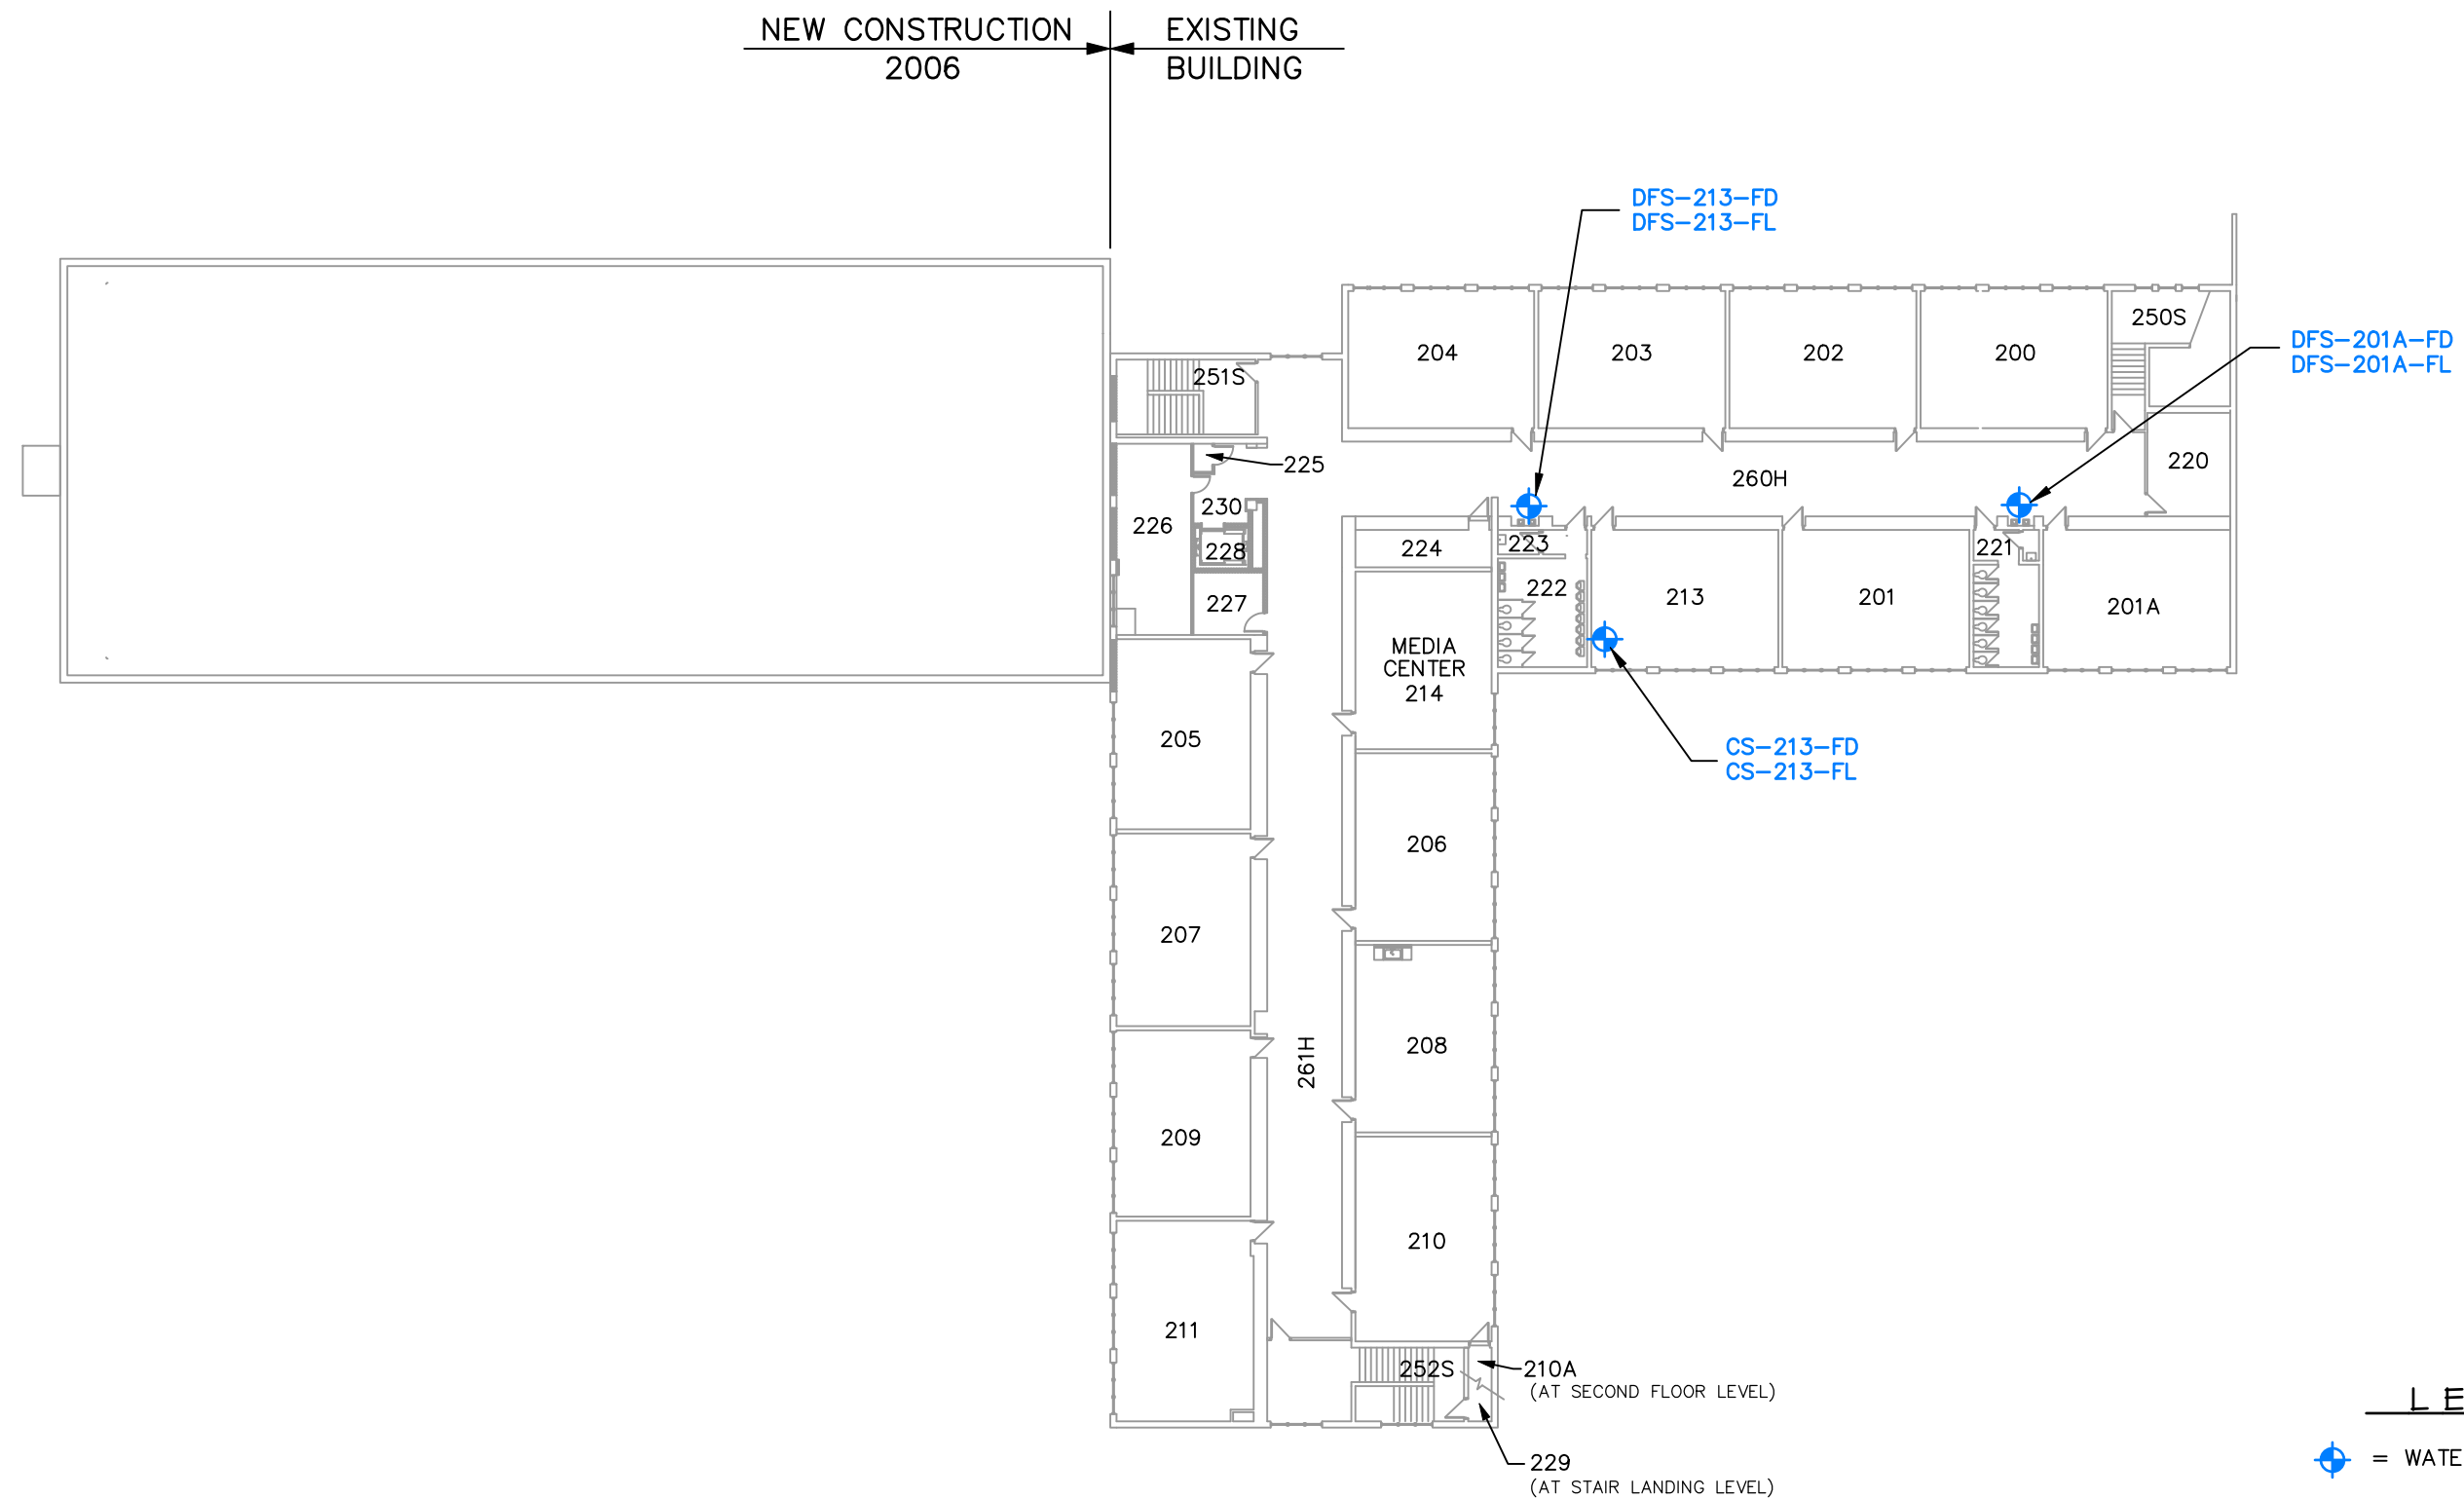 NEW CONSTRUCTION
2006
EXISTING
BUILDING
DFS-213-FD
DFS-213-FL
DFS-201A-FD
DFS-201A-FL
250S
204
203
202
200
251S
225
260H
220
230
226
228
224
223
221
222
227
213
201
201A
MEDIA
CENTER
214
205
CS-213-FD
CS-213-FL
206
207
208
261H
209
210
211
252S
210A
(AT SECOND FLOOR LEVEL)
229
(AT STAIR LANDING LEVEL)
LE
= WATE